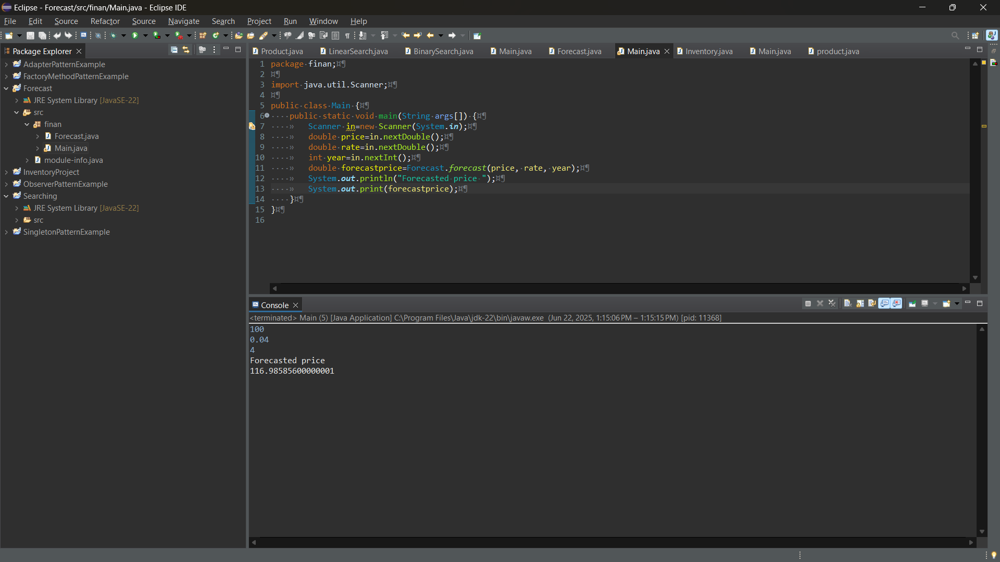 Eclipse - Forecast/src/finan/Main.java - Eclipse IDE
File Edit Source Refactor Source Navigate Search Project Run Window Help
Package Explorer
AdapterPatternExample
FactoryMethodPatternExample
Forecast
JRE System Library [JavaSE-22]
src
finan
Forecast.java
Main.java
module-info.java
InventoryProject
ObserverPatternExample
Searching
JRE System Library [JavaSE-22]
src
SingletonPatternExample
Product.java LinearSearch.java BinarySearch.java Main.java Forecast.java Main.java Inventory.java Main.java product.java
1 package·finan;¤¶
2 ¤¶
3 import·java.util.Scanner;¤¶
4 ¤¶
5 public·class·Main·{¤¶
6 ····public·static·void·main(String·args[])·{¤¶
7 ····» Scanner·in=new·Scanner(System.in);¤¶
8 ····» double·price=in.nextDouble();¤¶
9 ····» double·rate=in.nextDouble();¤¶
10 ····» int·year=in.nextInt();¤¶
11 ····» double·forecastprice=Forecast.forecast(price,·rate,·year);¤¶
12 ····» System.out.println("Forecasted·price·");¤¶
13 ····» System.out.print(forecastprice);¤¶
14 ····}¤¶
15 }¤¶
16
Console
<terminated> Main (5) [Java Application] C:\Program Files\Java\jdk-22\bin\javaw.exe (Jun 22, 2025, 1:15:06 PM – 1:15:15 PM) [pid: 11368]
100
0.04
4
Forecasted price
116.98585600000001